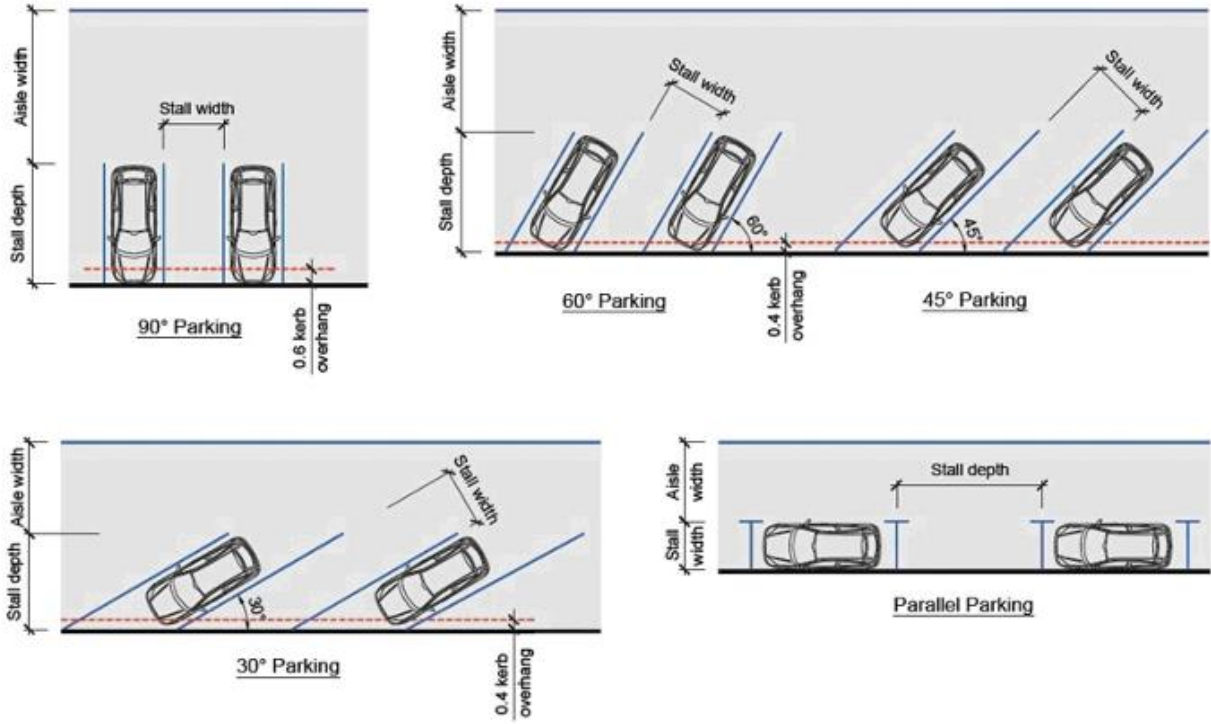 Aisle width
Stall depth
Stall width
0.6 kerb
overhang
90° Parking
Aisle width
Stall depth
Stall width
60°
Stall width
45°
0.4 kerb
overhang
60° Parking
45° Parking
Aisle width
Stall depth
Stall width
30°
0.4 kerb
overhang
30° Parking
Aisle
width
Stall
width
Stall depth
Parallel Parking